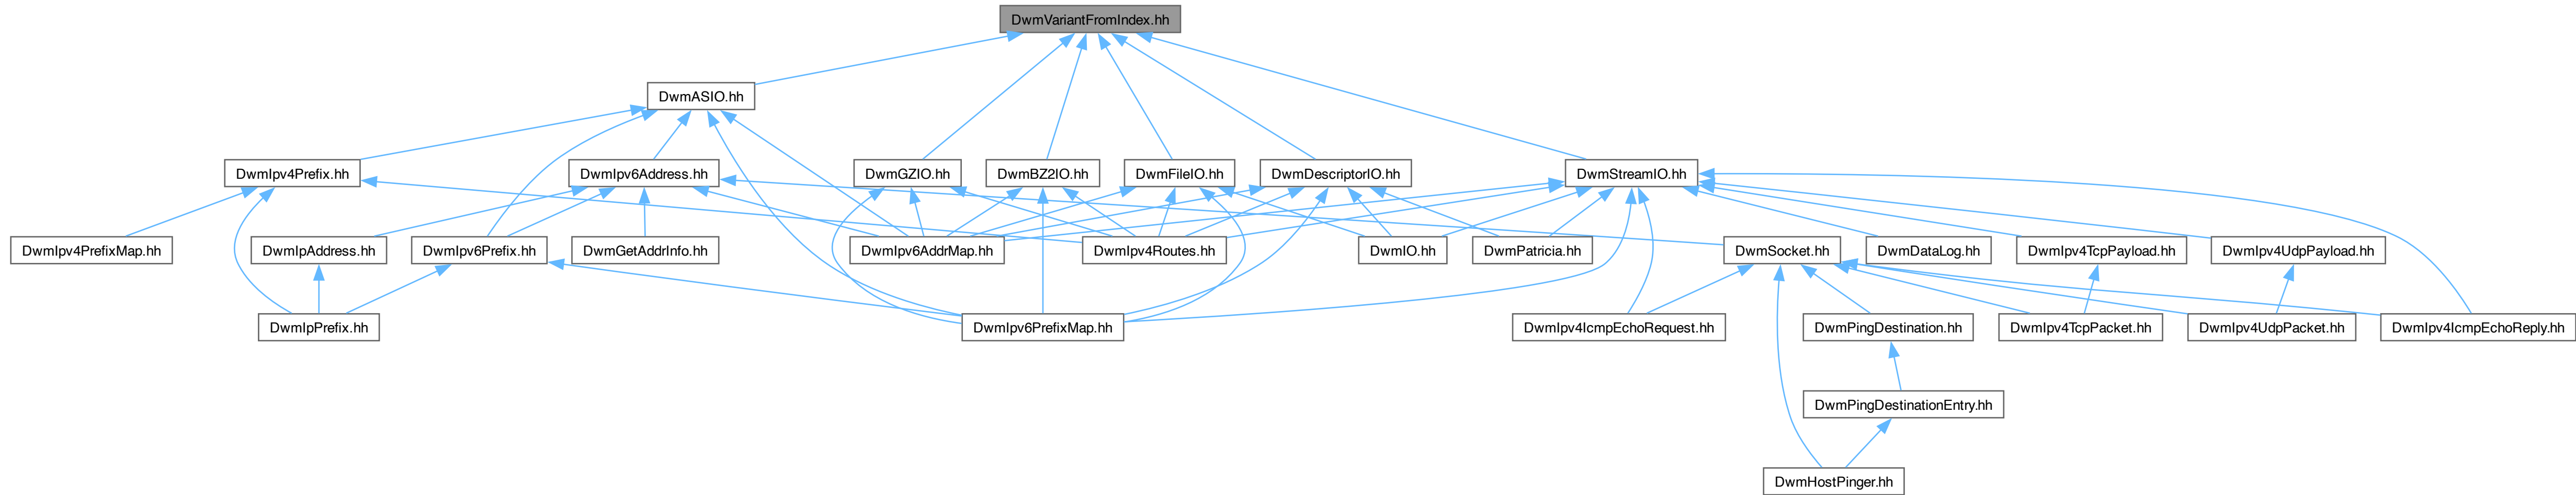 DwmVariantFromIndex.hh
DwmASIO.hh
DwmIpv4Prefix.hh
DwmIpv6Address.hh
DwmGZIO.hh
DwmBZ2IO.hh
DwmFileIO.hh
DwmDescriptorIO.hh
DwmStreamIO.hh
DwmIpv4PrefixMap.hh
DwmIpAddress.hh
DwmIpv6Prefix.hh
DwmGetAddrInfo.hh
DwmIpv6AddrMap.hh
DwmIpv4Routes.hh
DwmIO.hh
DwmPatricia.hh
DwmSocket.hh
DwmDataLog.hh
DwmIpv4TcpPayload.hh
DwmIpv4UdpPayload.hh
DwmIpPrefix.hh
DwmIpv6PrefixMap.hh
DwmIpv4IcmpEchoRequest.hh
DwmPingDestination.hh
DwmIpv4TcpPacket.hh
DwmIpv4UdpPacket.hh
DwmIpv4IcmpEchoReply.hh
DwmPingDestinationEntry.hh
DwmHostPinger.hh